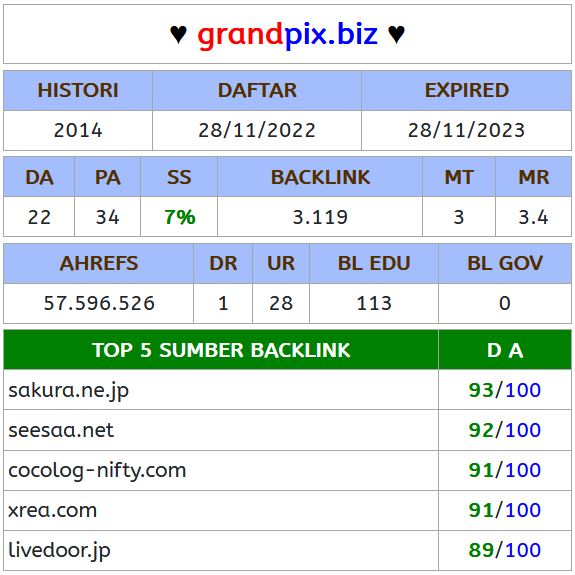 ♥ grandpix.biz ♥
HISTORI DAFTAR EXPIRED
2014 28/11/2022 28/11/2023
DA PA SS BACKLINK MT MR
22 34 7% 3.119 3 3.4
AHREFS DR UR BL EDU BL GOV
57.596.526 1 28 113 0
TOP 5 SUMBER BACKLINK D A
sakura.ne.jp 93/100
seesaa.net 92/100
cocolog-nifty.com 91/100
xrea.com 91/100
livedoor.jp 89/100